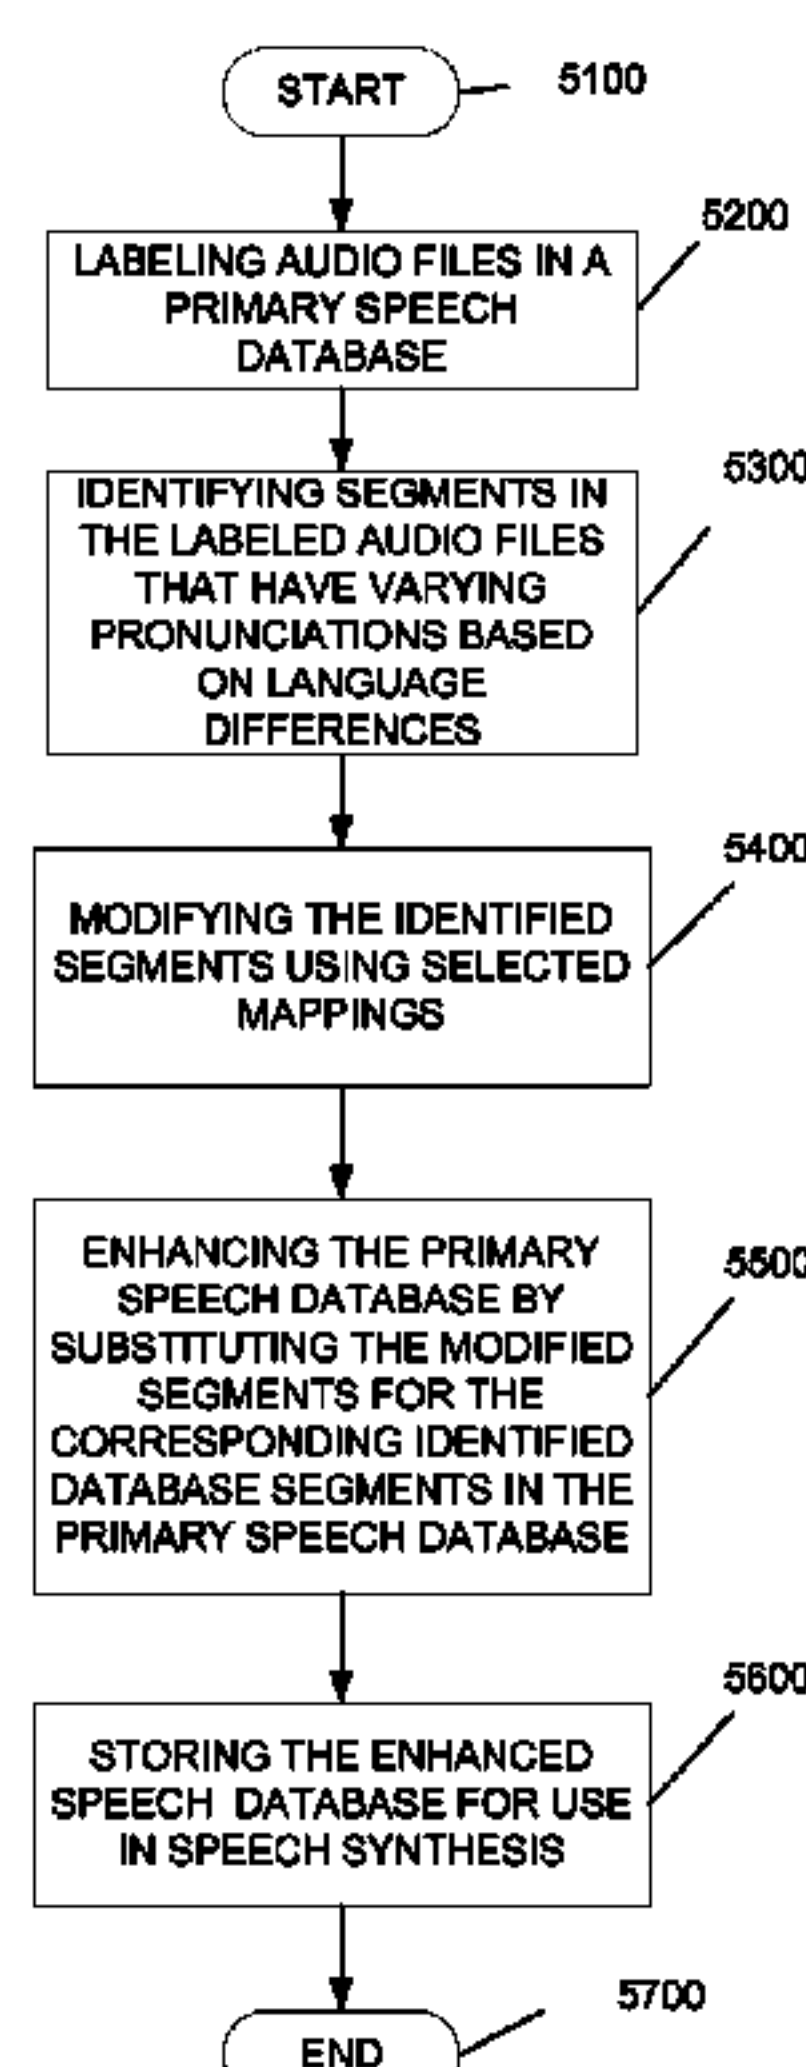 START
5100
5200
LABELING AUDIO FILES IN A
PRIMARY SPEECH
DATABASE
5300
IDENTIFYING SEGMENTS IN
THE LABELED AUDIO FILES
THAT HAVE VARYING
PRONUNCIATIONS BASED
ON LANGUAGE
DIFFERENCES
5400
MODIFYING THE IDENTIFIED
SEGMENTS USING SELECTED
MAPPINGS
5500
ENHANCING THE PRIMARY
SPEECH DATABASE BY
SUBSTITUTING THE MODIFIED
SEGMENTS FOR THE
CORRESPONDING IDENTIFIED
DATABASE SEGMENTS IN THE
PRIMARY SPEECH DATABASE
5600
STORING THE ENHANCED
SPEECH DATABASE FOR USE
IN SPEECH SYNTHESIS
5700
END